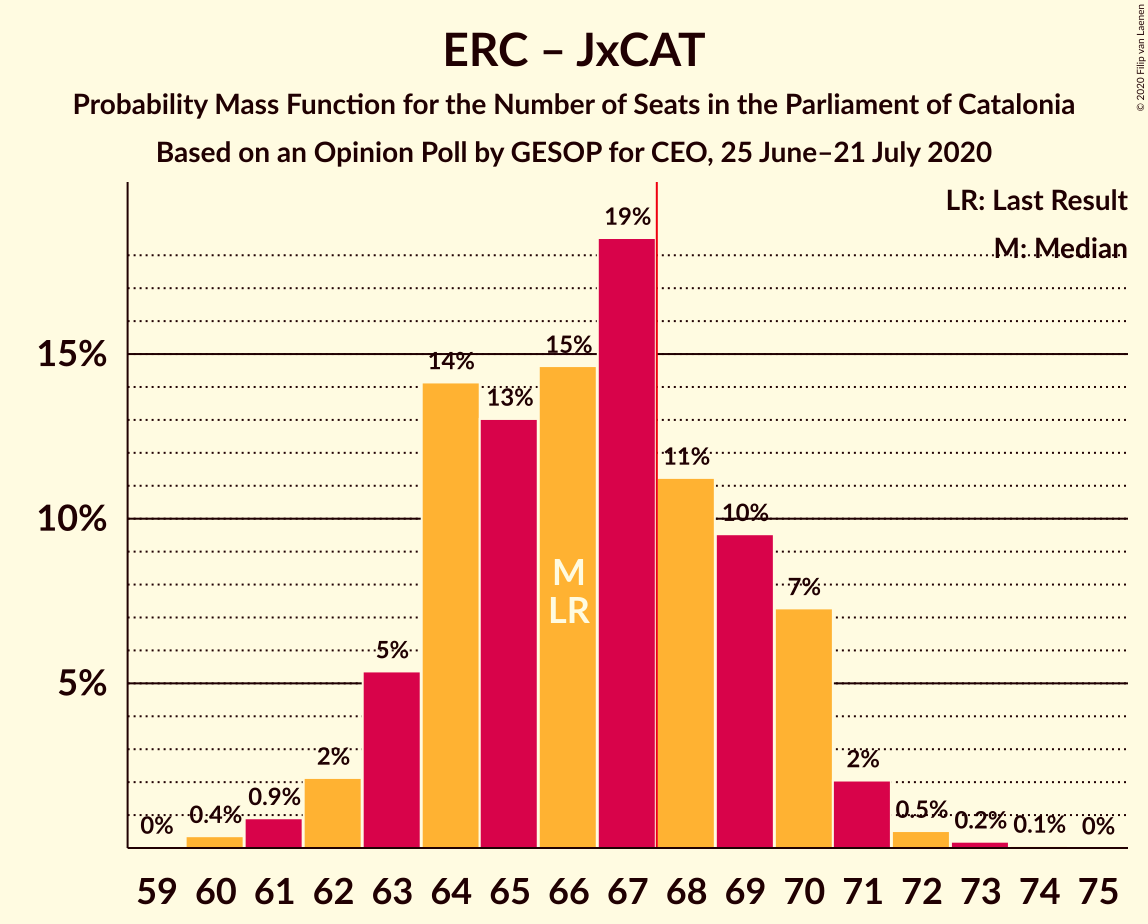 ERC – JxCAT
Probability Mass Function for the Number of Seats in the Parliament of Catalonia
Based on an Opinion Poll by GESOP for CEO, 25 June–21 July 2020
© 2020 Filip van Laenen
LR: Last Result
M: Median
15%
10%
5%
0%
0.4%
0.9%
2%
5%
14%
13%
15%
19%
11%
10%
7%
2%
0.5%
0.2%
0.1%
0%
M
LR
59 60 61 62 63 64 65 66 67 68 69 70 71 72 73 74 75